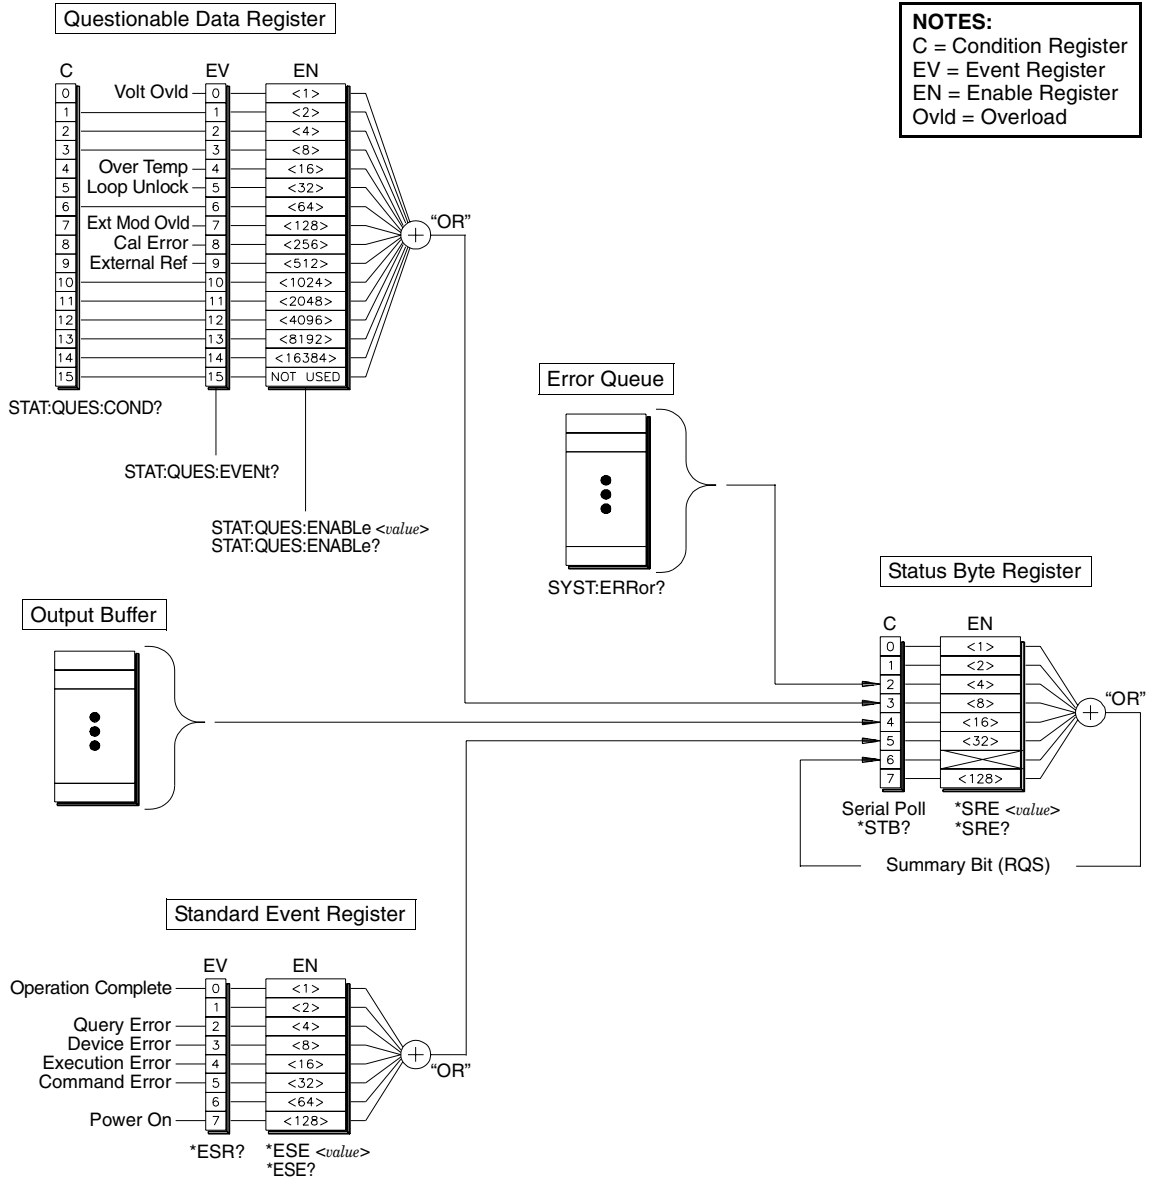 Questionable Data Register
NOTES:
C = Condition Register
EV = Event Register
EN = Enable Register
Ovld = Overload
C EV EN
0 Volt Ovld 0 <1>
1 1 <2>
2 2 <4>
3 3 <8>
4 Over Temp 4 <16>
5 Loop Unlock 5 <32>
6 6 <64>
7 Ext Mod Ovld 7 <128>
8 Cal Error 8 <256>
9 External Ref 9 <512>
10 10 <1024>
11 11 <2048>
12 12 <4096>
13 13 <8192>
14 14 <16384>
15 15 NOT USED
+ "OR"
STAT:QUES:COND?
STAT:QUES:EVENt?
STAT:QUES:ENABLe <value>
STAT:QUES:ENABLe?
Error Queue
SYST:ERRor?
Output Buffer
Status Byte Register
C EN
0 <1>
1 <2>
2 <4>
3 <8>
4 <16>
5 <32>
6
7 <128>
+ "OR"
Serial Poll
*STB?
*SRE <value>
*SRE?
Summary Bit (RQS)
Standard Event Register
EV EN
Operation Complete 0 <1>
1 <2>
Query Error 2 <4>
Device Error 3 <8>
Execution Error 4 <16>
Command Error 5 <32>
6 <64>
Power On 7 <128>
+ "OR"
*ESR?
*ESE <value>
*ESE?